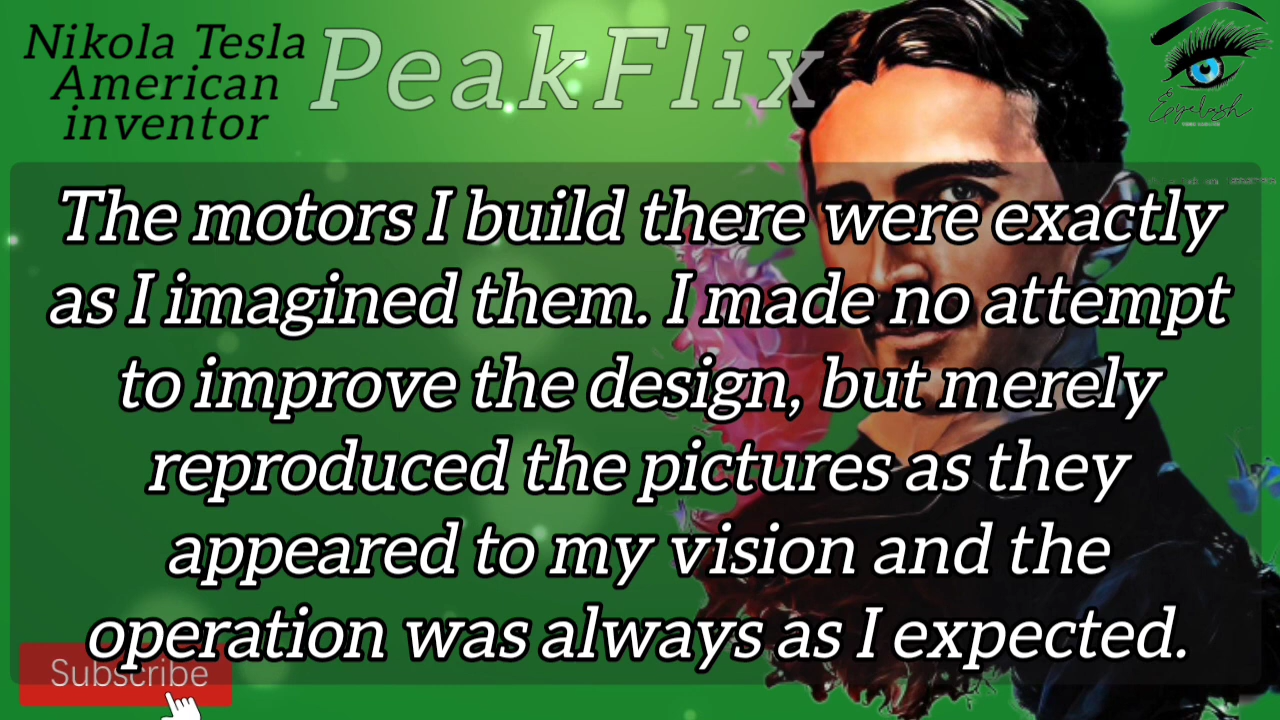 Nikola Tesla
American
inventor
PeakFlix
Eyelash
The motors I build there were exactly
as I imagined them. I made no attempt
to improve the design, but merely
reproduced the pictures as they
appeared to my vision and the
operation was always as I expected.
Subscribe